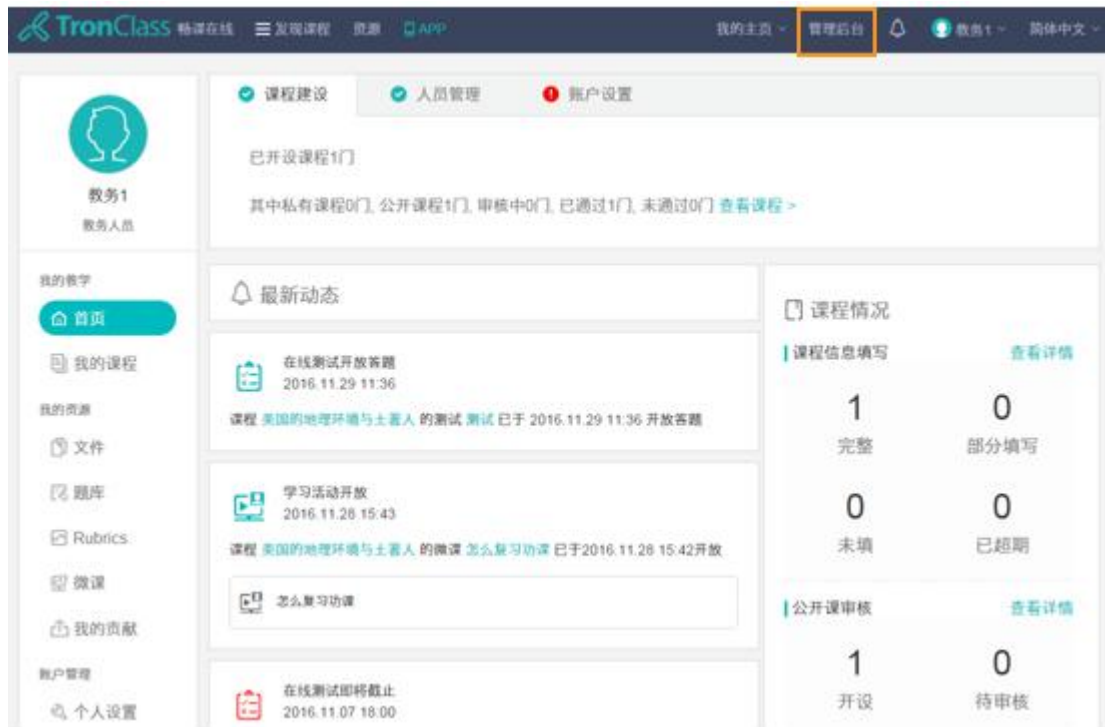 TronClass 畅课在线 发现课程 资源 APP 我的主页 管理后台 教务1 简体中文
教务1
教务人员
我的教学
首页
我的课程
我的资源
文件
题库
Rubrics
微课
我的贡献
账户管理
个人设置
课程建设 人员管理 账户设置
已开设课程1门
其中私有课程0门, 公开课程1门, 审核中0门, 已通过1门, 未通过0门 查看课程 >
最新动态
在线测试开放答题
2016.11.29 11:36
课程 美国的地理环境与土著人 的测试 测试 已于 2016.11.29 11:36 开放答题
学习活动开放
2016.11.28 15:43
课程 美国的地理环境与土著人 的微课 怎么复习功课 已于2016.11.28 15:42开放
怎么复习功课
在线测试即将截止
2016.11.07 18:00
课程情况
课程信息填写 查看详情
1 0
完整 部分填写
0 0
未填 已超期
公开课审核 查看详情
1 0
开设 待审核